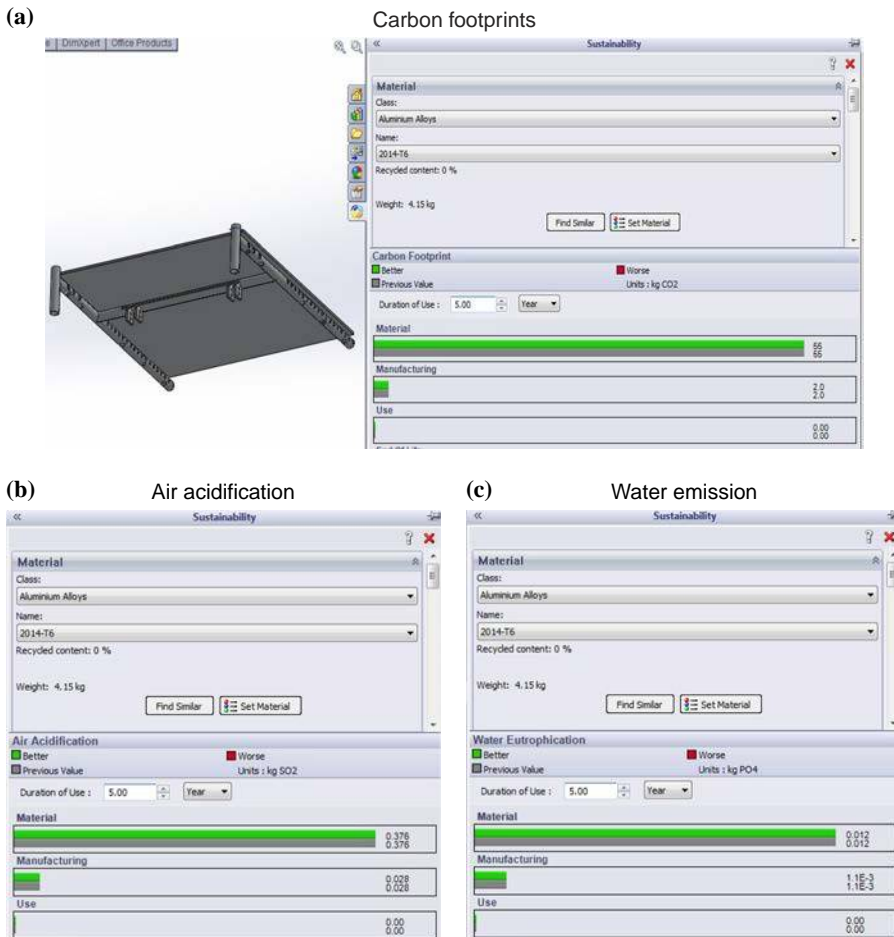 (a)
Carbon footprints
DimXpert Office Products
Sustainability
Material
Class:
Aluminium Alloys
Name:
2014-T6
Recycled content: 0 %
Weight: 4.15 kg
Find Similar Set Material
Carbon Footprint
Better Worse
Previous Value Units : kg CO2
Duration of Use : 5.00 Year
Material
55
55
Manufacturing
2.0
2.0
Use
0.00
0.00
(b) Air acidification
Sustainability
Material
Class:
Aluminium Alloys
Name:
2014-T6
Recycled content: 0 %
Weight: 4.15 kg
Find Similar Set Material
Air Acidification
Better Worse
Previous Value Units : kg SO2
Duration of Use : 5.00 Year
Material
0.376
0.376
Manufacturing
0.028
0.028
Use
0.00
0.00
(c) Water emission
Sustainability
Material
Class:
Aluminium Alloys
Name:
2014-T6
Recycled content: 0 %
Weight: 4.15 kg
Find Similar Set Material
Water Eutrophication
Better Worse
Previous Value Units : kg PO4
Duration of Use : 5.00 Year
Material
0.012
0.012
Manufacturing
1.1E-3
1.1E-3
Use
0.00
0.00